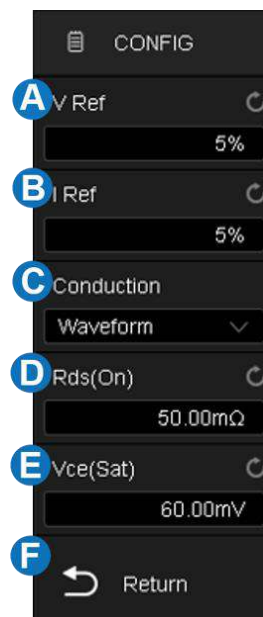 CONFIG
A V Ref
5%
B I Ref
5%
C Conduction
Waveform
D Rds(On)
50.00mΩ
E Vce(Sat)
60.00mV
F
Return